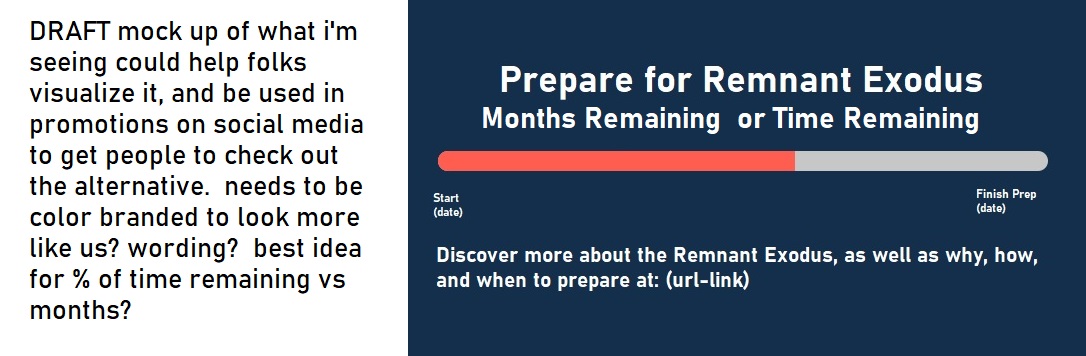 DRAFT mock up of what i'm
seeing could help folks
visualize it, and be used in
promotions on social media
to get people to check out
the alternative.  needs to be
color branded to look more
like us? wording?  best idea
for % of time remaining vs
months?
Prepare for Remnant Exodus
Months Remaining  or Time Remaining
Start
(date)
Finish Prep
(date)
Discover more about the Remnant Exodus, as well as why, how,
and when to prepare at: (url-link)